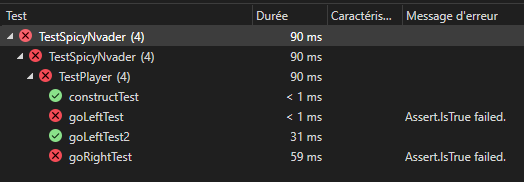 Test Durée Caractéris... Message d'erreur
TestSpicyNvader (4) 90 ms
TestSpicyNvader (4) 90 ms
TestPlayer (4) 90 ms
constructTest < 1 ms
goLeftTest < 1 ms Assert.IsTrue failed.
goLeftTest2 31 ms
goRightTest 59 ms Assert.IsTrue failed.